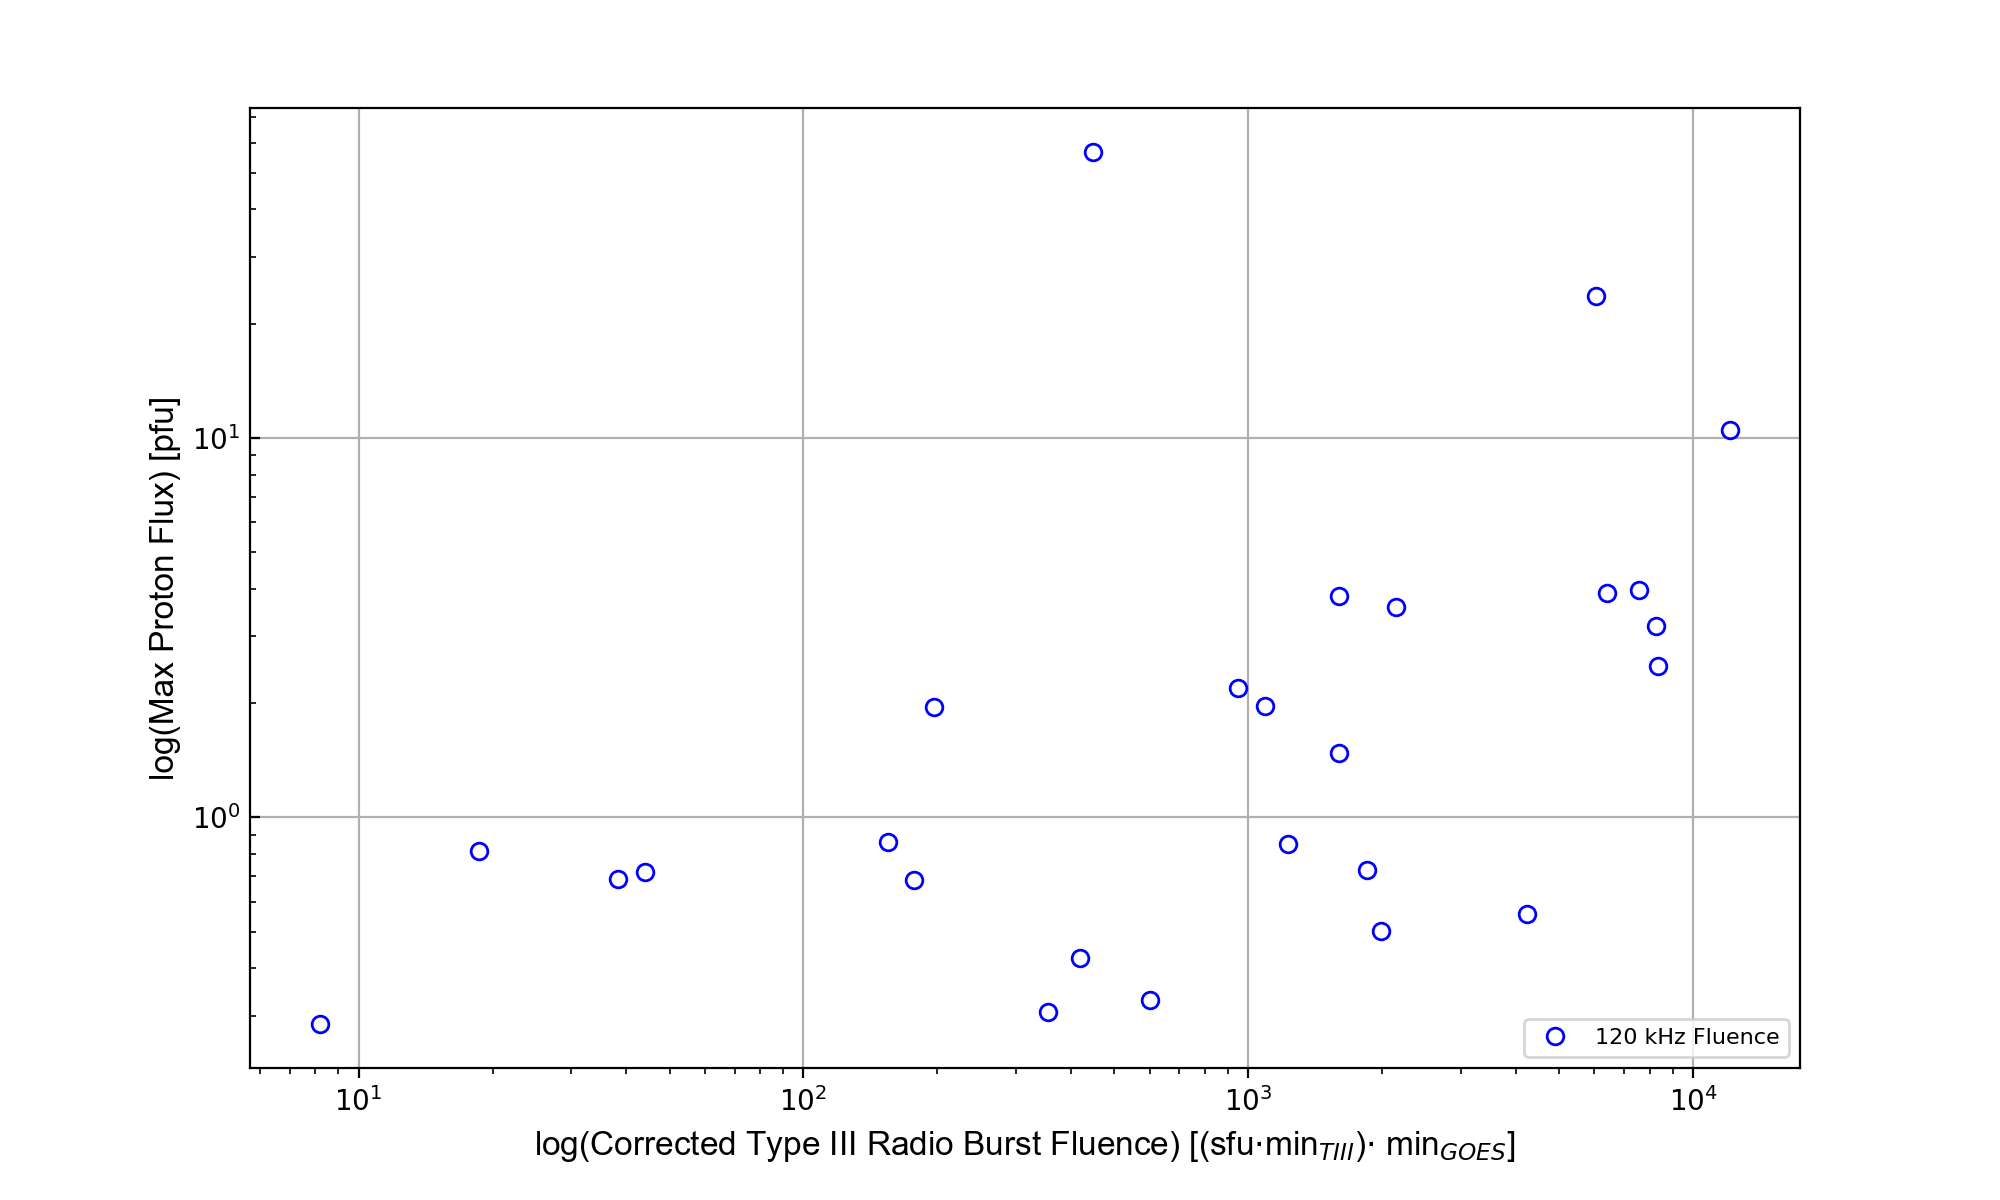 log(Max Proton Flux) [pfu]
10¹
10⁰
120 kHz Fluence
10¹ 10² 10³ 10⁴
log(Corrected Type III Radio Burst Fluence) [(sfu·min_TIII)· min_GOES]